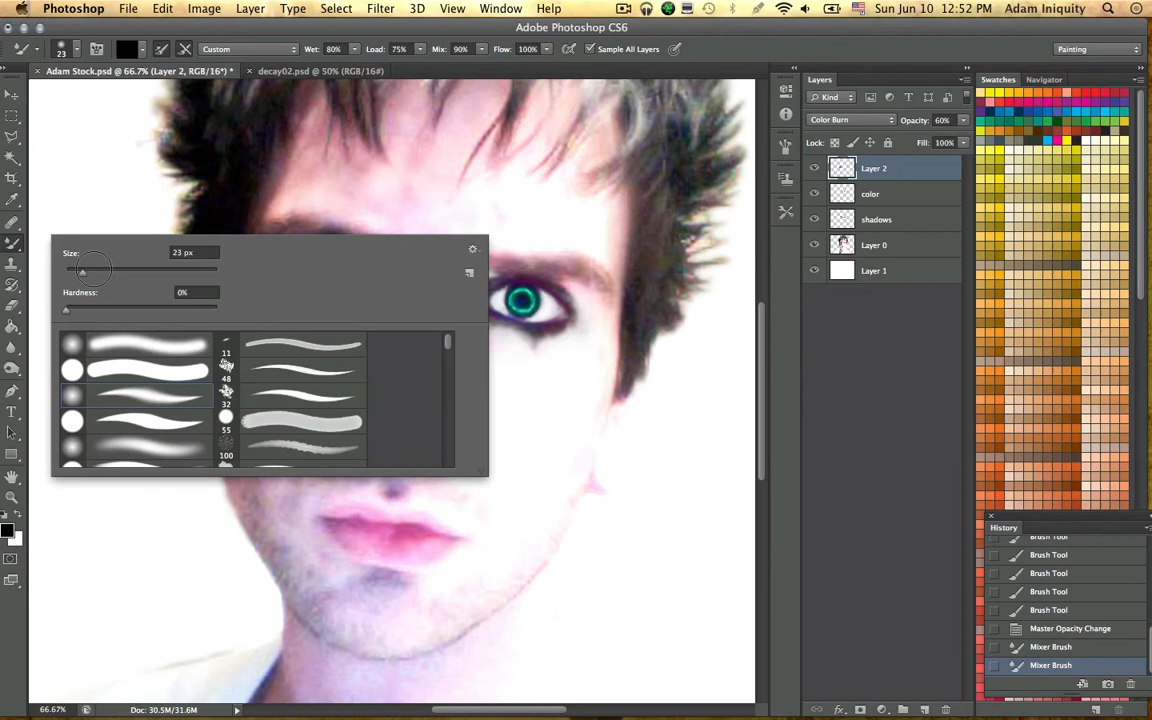 Photoshop File Edit Image Layer Type Select Filter 3D View Window Help Sun Jun 10 12:52 PM Adam Iniquity
Adobe Photoshop CS6
23 Custom Wet: 80% Load: 75% Mix: 90% Flow: 100% Sample All Layers Painting
Adam Stock.psd @ 66.7% (Layer 2, RGB/16*) * decay02.psd @ 50% (RGB/16#)
Layers
Swatches Navigator
Kind
Color Burn Opacity: 60%
Lock: Fill: 100%
Layer 2
color
shadows
Layer 0
Layer 1
Size: 23 px
Hardness: 0%
11
48
32
55
100
History
Brush Tool
Brush Tool
Brush Tool
Brush Tool
Brush Tool
Master Opacity Change
Mixer Brush
Mixer Brush
66.67% Doc: 30.5M/31.6M